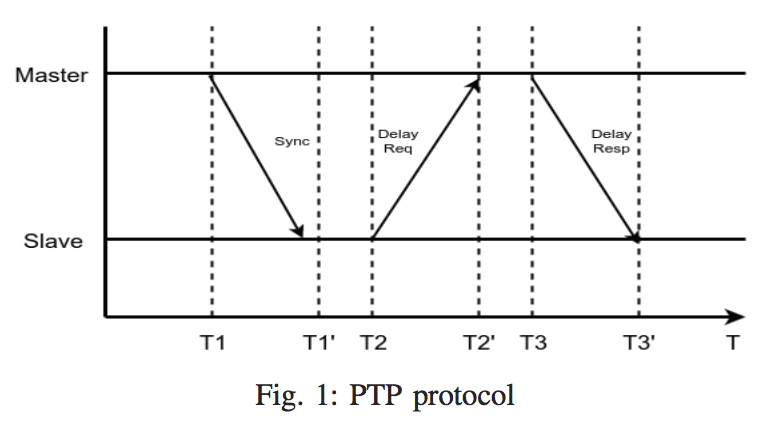 Master
Sync
Delay
Req
Delay
Resp
Slave
T1 T1' T2 T2' T3 T3' T
Fig. 1: PTP protocol